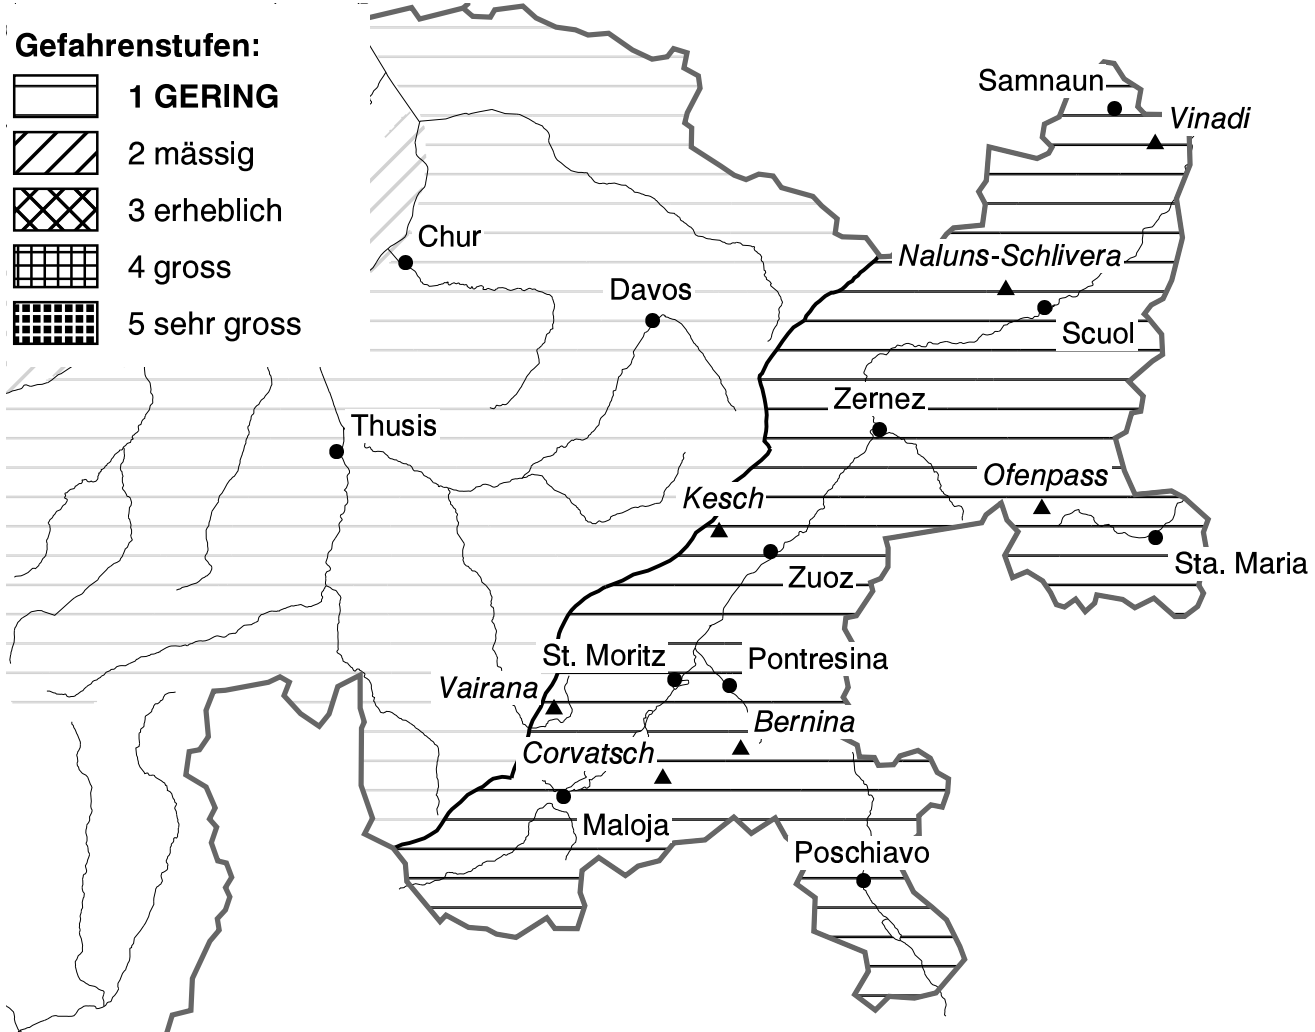 Gefahrenstufen:
1 GERING
2 mässig
3 erheblich
4 gross
5 sehr gross
Samnaun
Vinadi
Chur
Naluns-Schlivera
Davos
Scuol
Zernez
Thusis
Ofenpass
Kesch
Sta. Maria
Zuoz
St. Moritz
Pontresina
Vairana
Bernina
Corvatsch
Maloja
Poschiavo